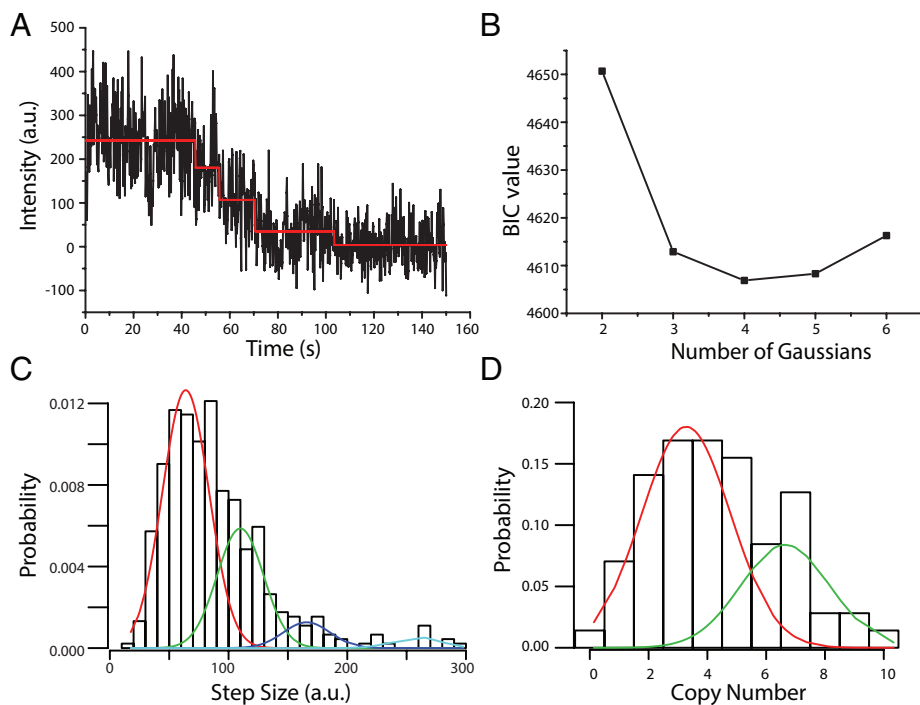 A
500
400
300
200
100
0
-100
Intensity (a.u.)
0 20 40 60 80 100 120 140 160
Time (s)
B
4650
4640
4630
4620
4610
4600
BIC value
2 3 4 5 6
Number of Gaussians
C
0.012
0.008
0.004
0.000
Probability
0 100 200 300
Step Size (a.u.)
D
0.20
0.15
0.10
0.05
0.00
Probability
0 2 4 6 8 10
Copy Number